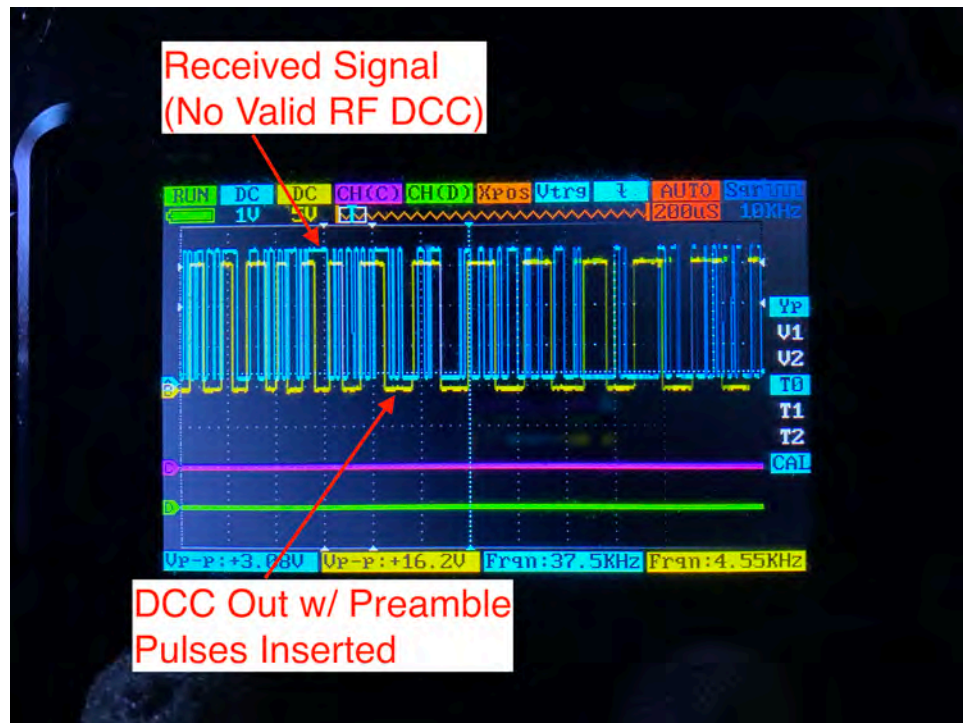 Received Signal
(No Valid RF DCC)
RUN DC DC CH(C) CH(D) Xpos Vtrg AUTO
1V 5V 200uS 10KHz
Yp
V1
V2
T0
T1
T2
CAL
D
Vp-p:+3.08V Vp-p:+16.2V Frqn:37.5KHz Frqn:4.55KHz
DCC Out w/ Preamble
Pulses Inserted